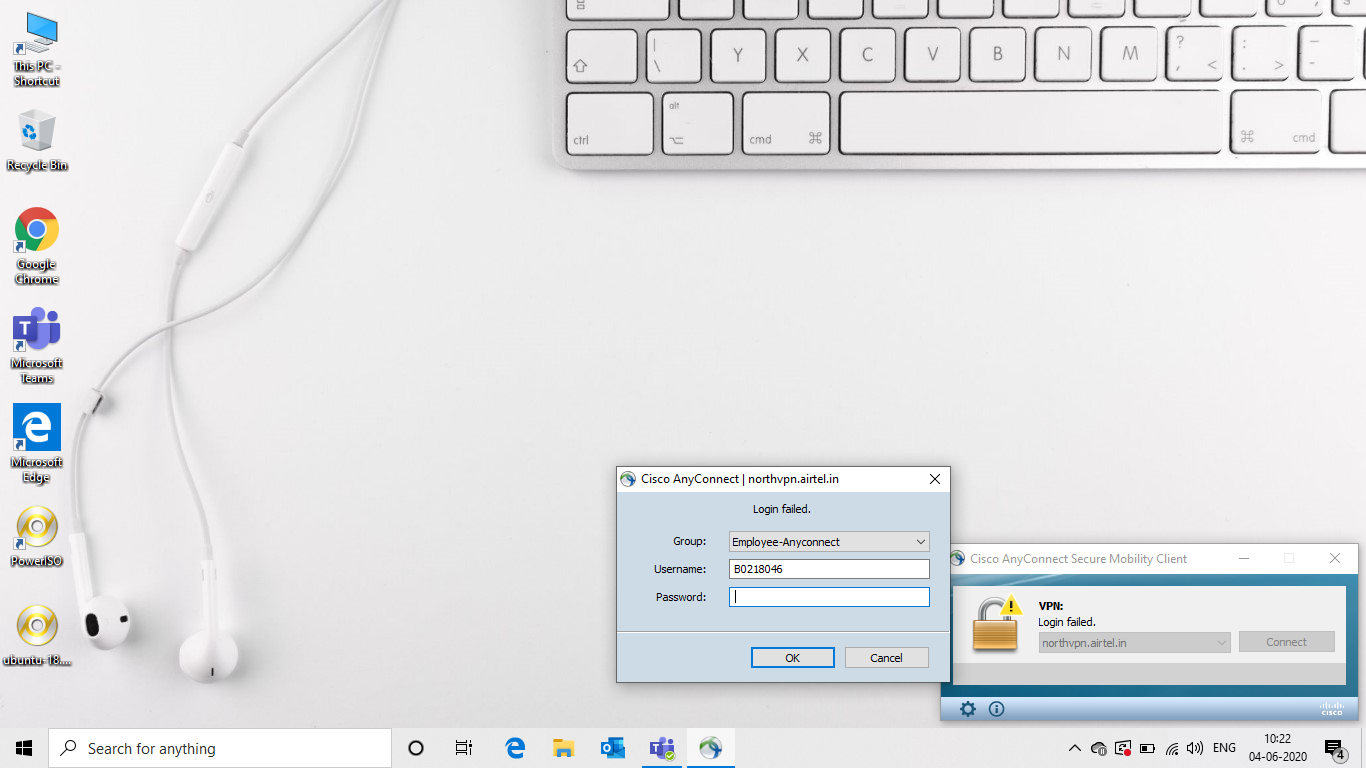 This PC -
Shortcut
Recycle Bin
Google
Chrome
T
Microsoft
Teams
Microsoft
Edge
PowerISO
ubuntu-18....
|
\
Y
X
C
V
B
N
M
?
,
<
:
.
>
_
-
ctrl
alt
cmd
cmd
Cisco AnyConnect | northvpn.airtel.in
Login failed.
Group:
Employee-Anyconnect
Username:
B0218046
Password:
OK
Cancel
Cisco AnyConnect Secure Mobility Client
VPN:
Login failed.
northvpn.airtel.in
Connect
cisco
Search for anything
ENG
10:22
04-06-2020
4